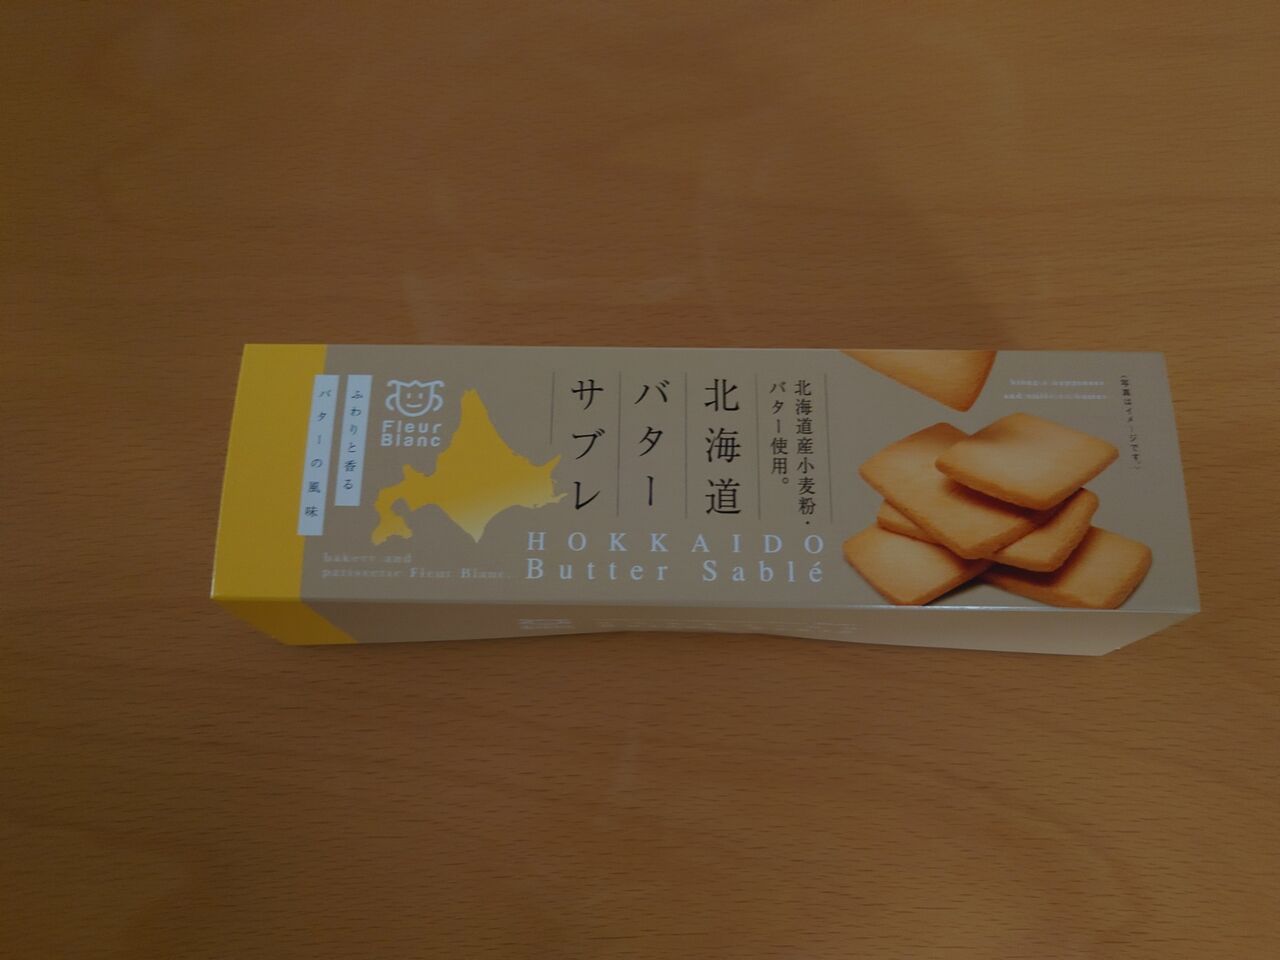 ふわりと香る
バターの風味
Fleur
Blanc
北海道産小麦粉・
バター使用。
北海道
バター
サブレ
HOKKAIDO
Butter Sablé
bakery and
patisserie Fleur Blanc.
(写真はイメージです。)